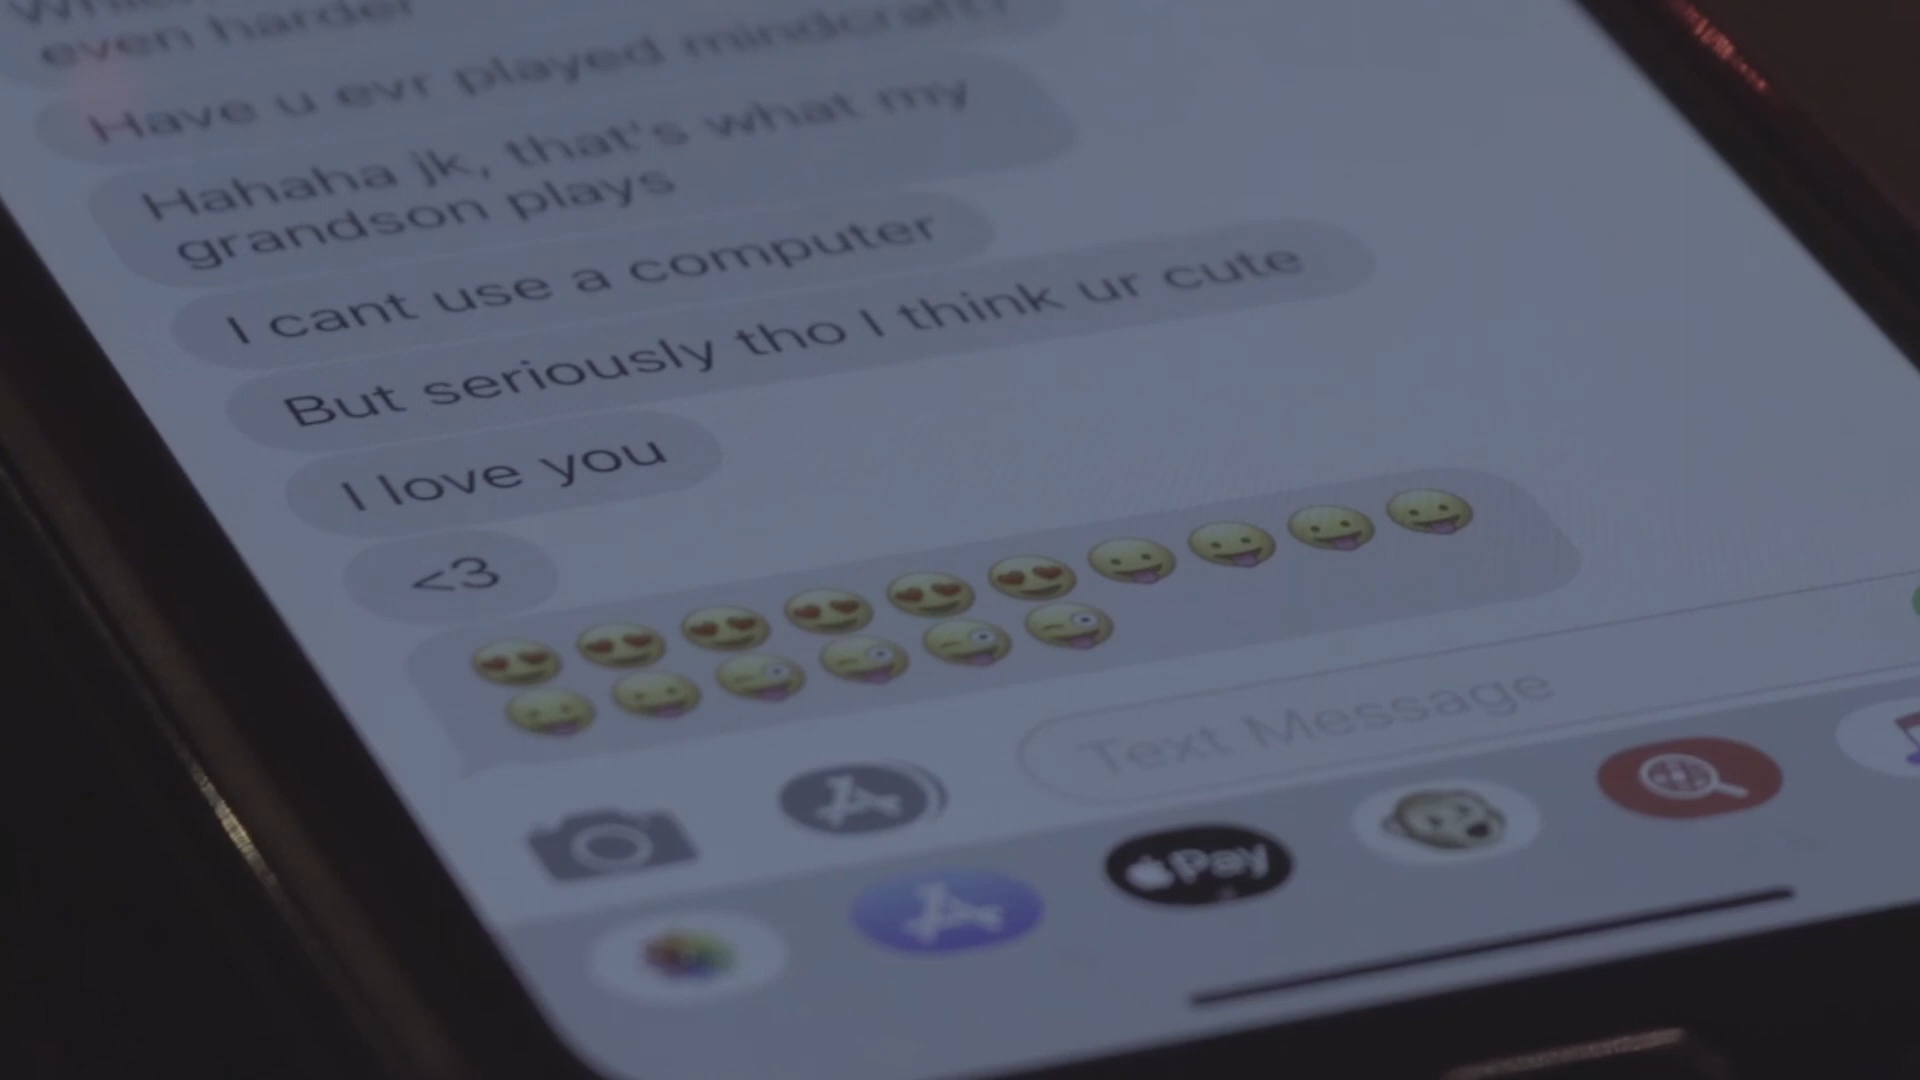 even harder
Have u evr played mindcraft?
Hahaha jk, that's what my
grandson plays
I cant use a computer
But seriously tho I think ur cute
I love you
<3
😍😍😍😍😍😍😛😛😛😛
😛😛😜😜😜😜
Text Message
Pay